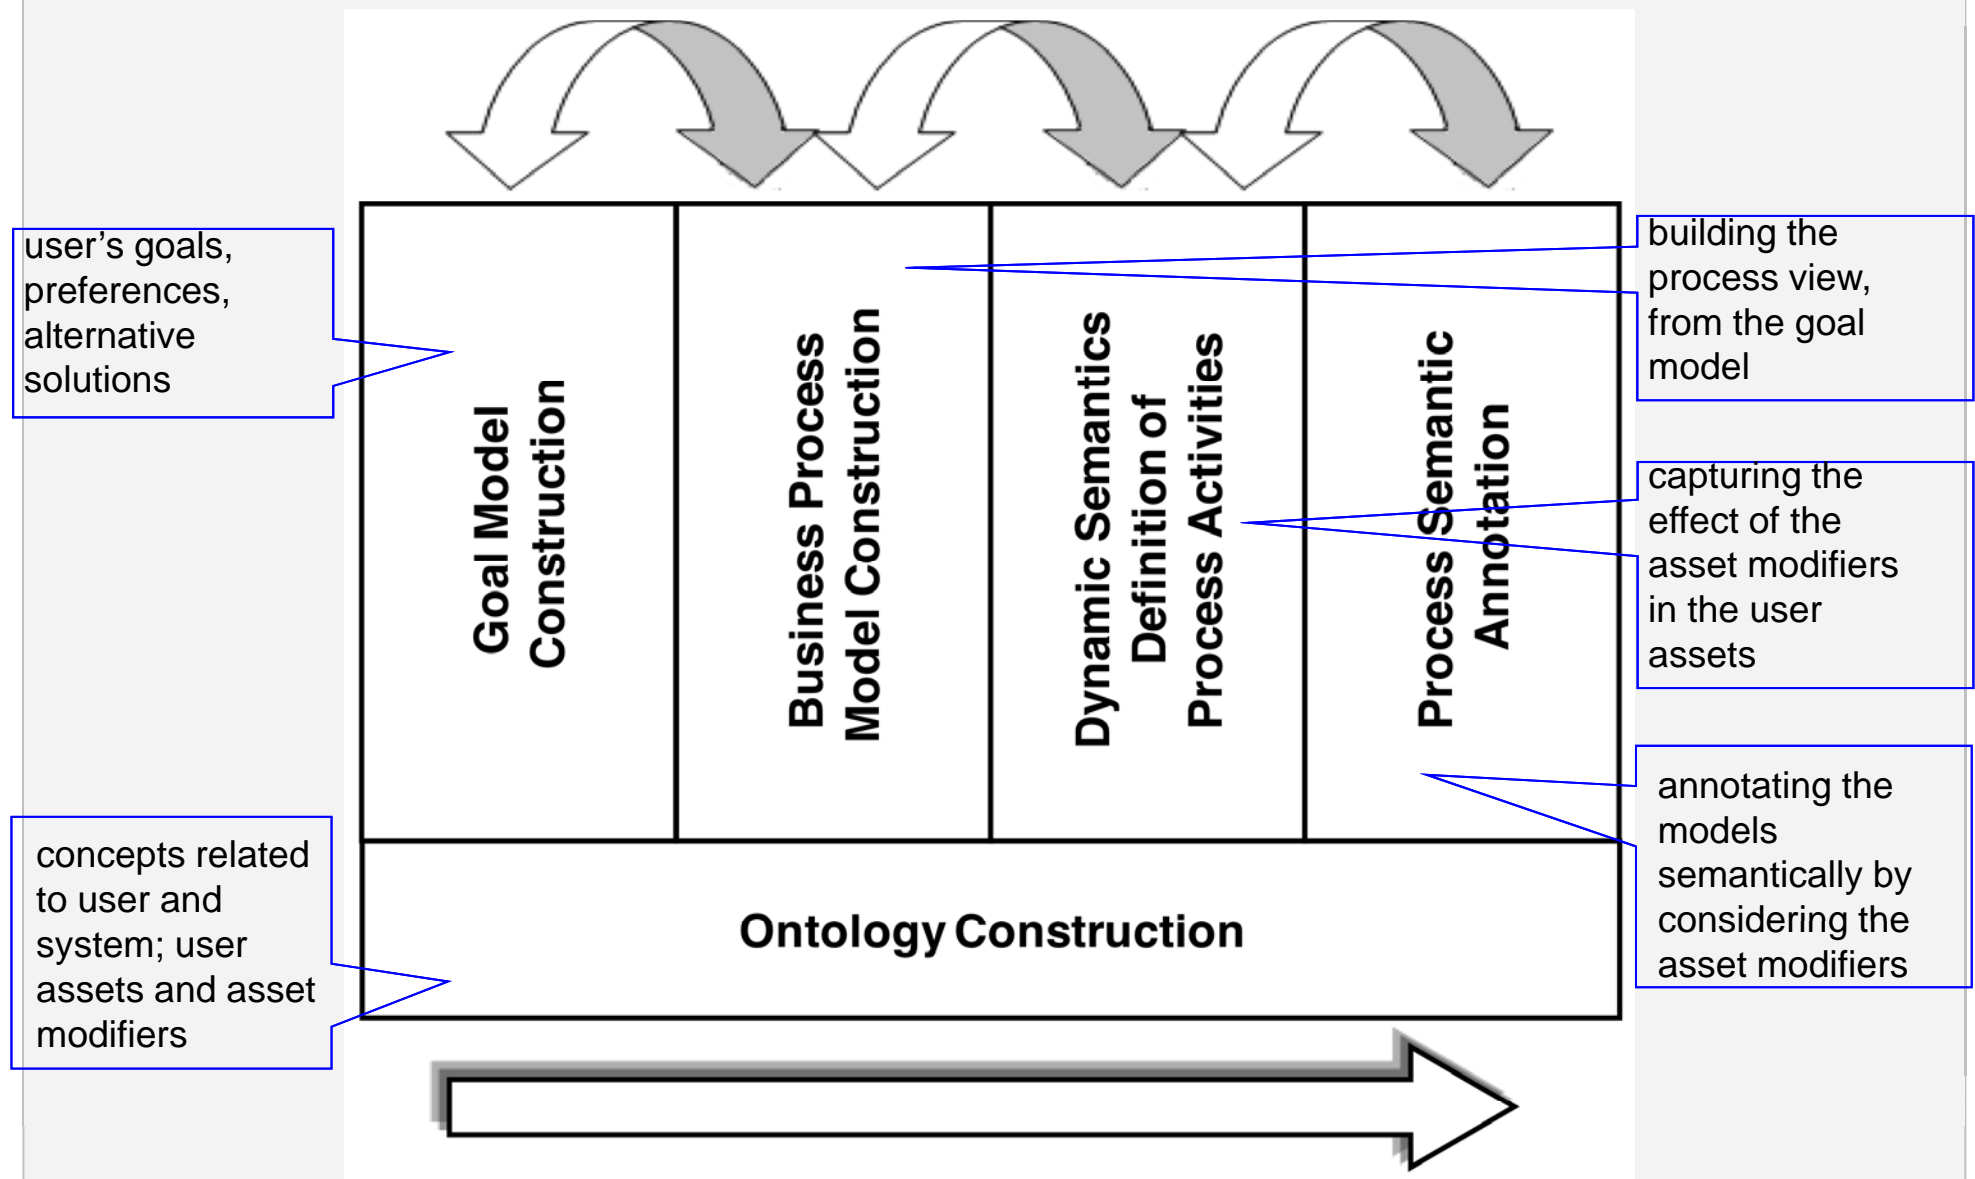 user’s goals,
preferences,
alternative
solutions
concepts related
to user and
system; user
assets and asset
modifiers
Goal Model
Construction
Business Process
Model Construction
Dynamic Semantics
Definition of
Process Activities
Process Semantic
Annotation
Ontology Construction
building the
process view,
from the goal
model
capturing the
effect of the
asset modifiers
in the user
assets
annotating the
models
semantically by
considering the
asset modifiers